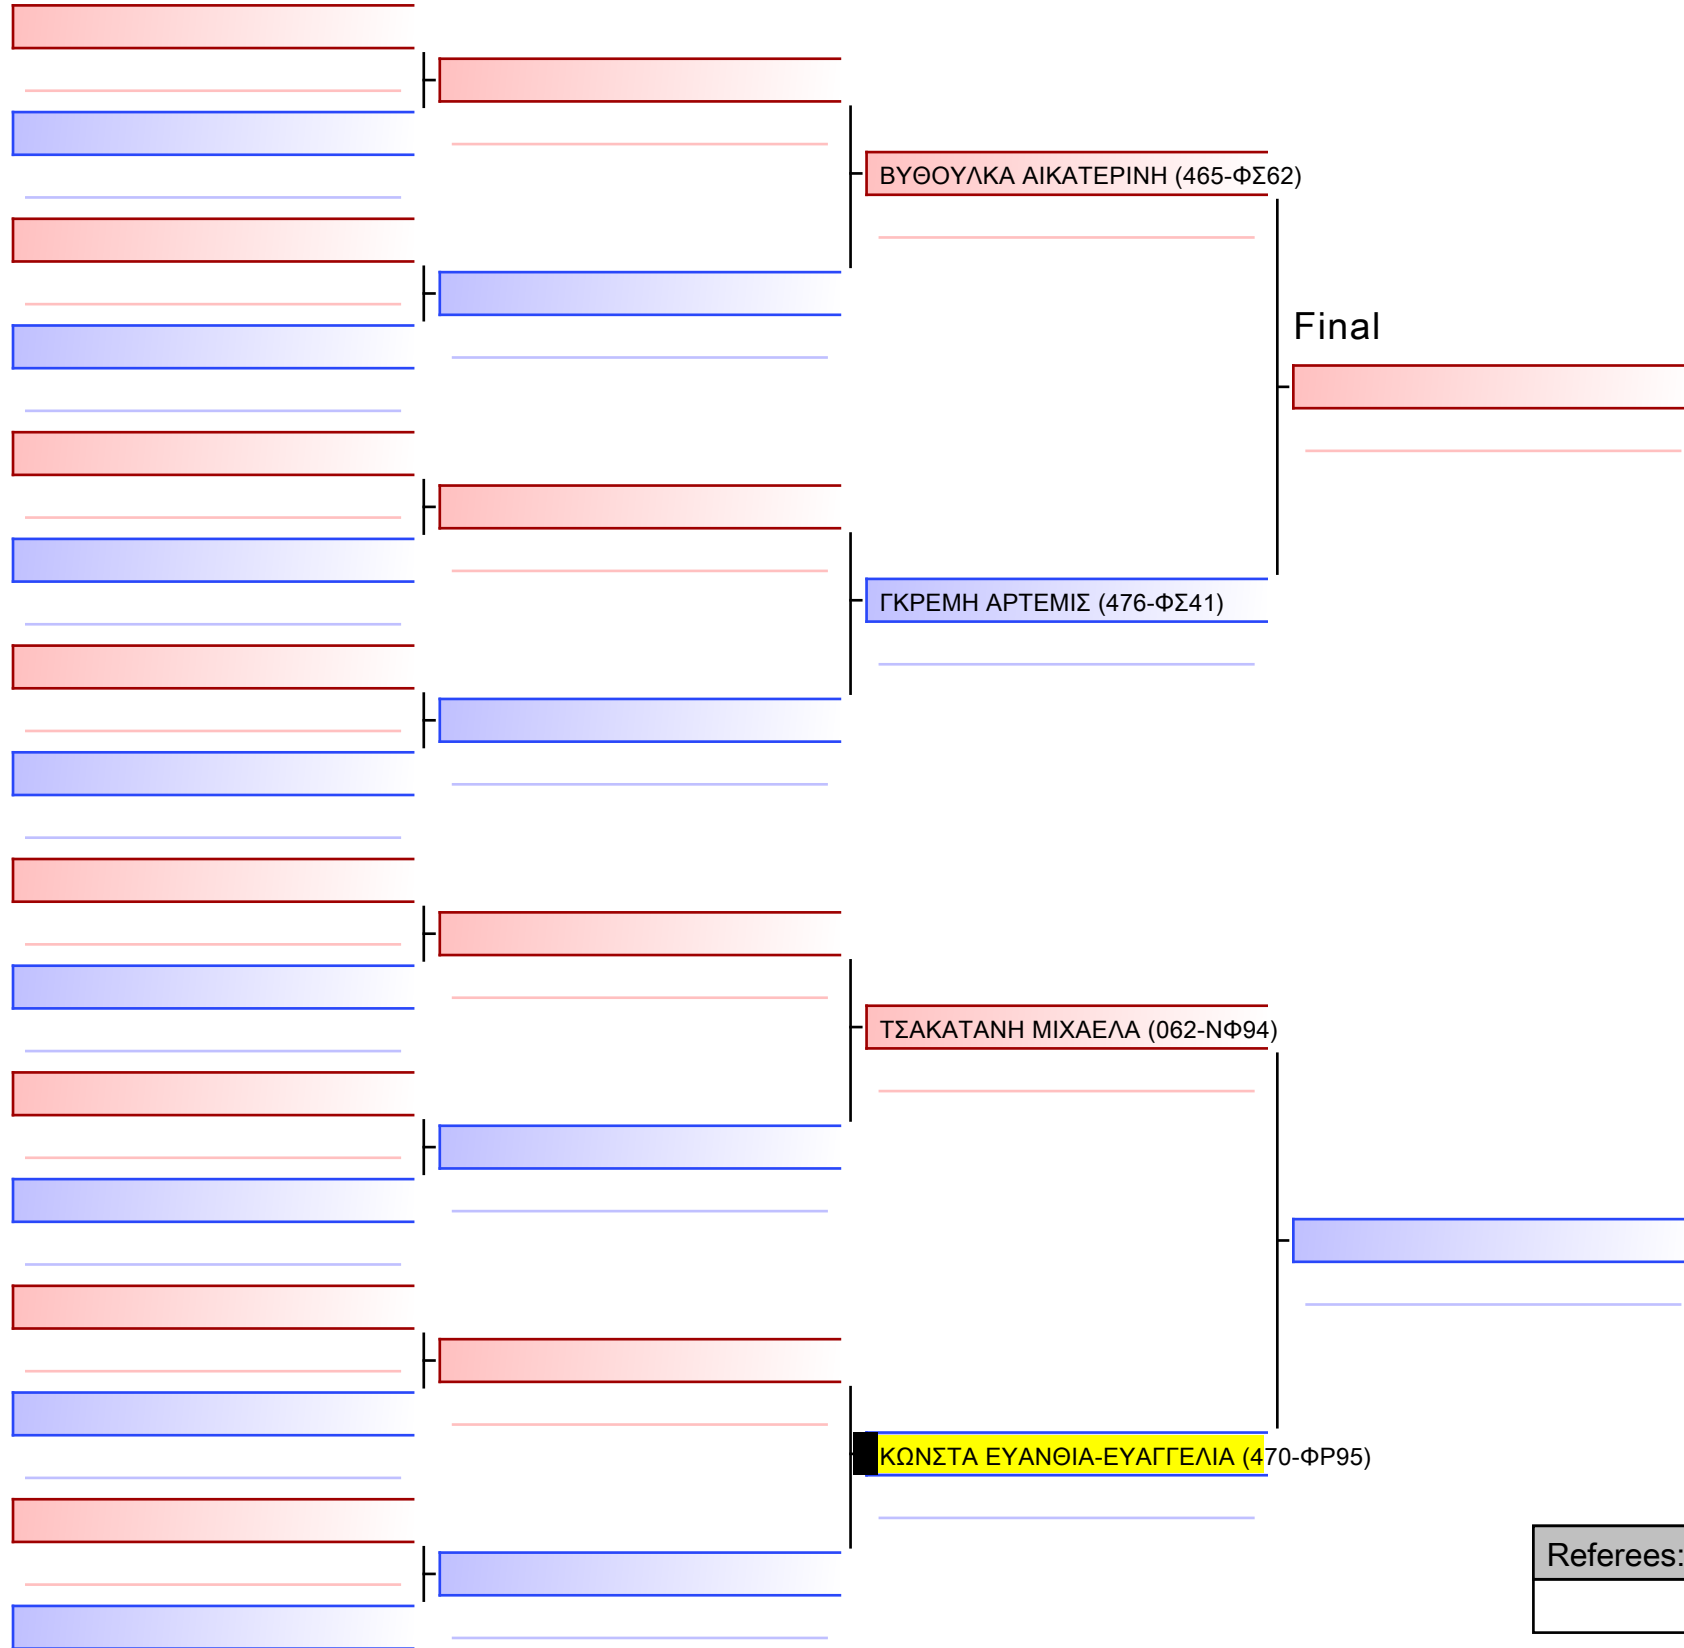 ΒΥΘΟΥΛΚΑ ΑΙΚΑΤΕΡΙΝΗ (465-ΦΣ62)
Final
ΓΚΡΕΜΗ ΑΡΤΕΜΙΣ (476-ΦΣ41)
ΤΣΑΚΑΤΑΝΗ ΜΙΧΑΕΛΑ (062-ΝΦ94)
ΚΩΝΣΤΑ ΕΥΑΝΘΙΑ-ΕΥΑΓΓΕΛΙΑ (470-ΦΡ95)
Referees: